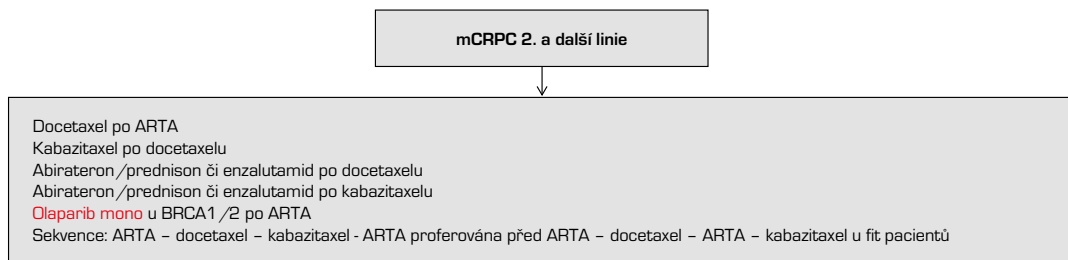 mCRPC 2. a další linie
Docetaxel po ARTA
Kabazitaxel po docetaxelu
Abirateron/prednison či enzalutamid po docetaxelu
Abirateron/prednison či enzalutamid po kabazitaxelu
Olaparib mono u BRCA1/2 po ARTA
Sekvence: ARTA – docetaxel – kabazitaxel - ARTA proferována před ARTA – docetaxel – ARTA – kabazitaxel u fit pacientů